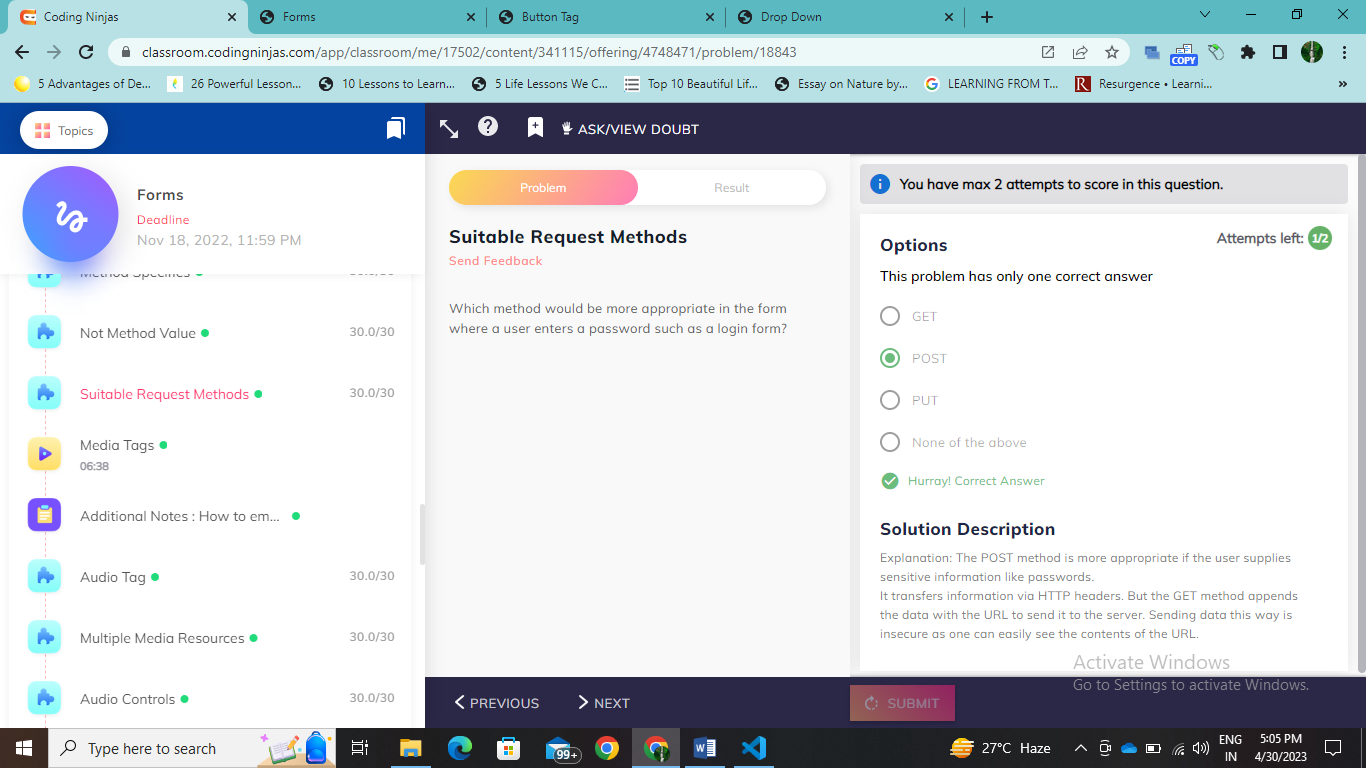 Coding Ninjas
Forms
Button Tag
Drop Down
classroom.codingninjas.com/app/classroom/me/17502/content/341115/offering/4748471/problem/18843
COPY
5 Advantages of De...
26 Powerful Lesson...
10 Lessons to Learn...
5 Life Lessons We C...
Top 10 Beautiful Lif...
Essay on Nature by...
LEARNING FROM T...
Resurgence • Learni...
Topics
ASK/VIEW DOUBT
Forms
Deadline
Nov 18, 2022, 11:59 PM
Method Specifies
30.0/30
Not Method Value
30.0/30
Suitable Request Methods
30.0/30
Media Tags
06:38
Additional Notes : How to em...
Audio Tag
30.0/30
Multiple Media Resources
30.0/30
Audio Controls
30.0/30
Problem
Result
Suitable Request Methods
Send Feedback
Which method would be more appropriate in the form
where a user enters a password such as a login form?
You have max 2 attempts to score in this question.
Options
Attempts left: 1/2
This problem has only one correct answer
GET
POST
PUT
None of the above
Hurray! Correct Answer
Solution Description
Explanation: The POST method is more appropriate if the user supplies
sensitive information like passwords.
It transfers information via HTTP headers. But the GET method appends
the data with the URL to send it to the server. Sending data this way is
insecure as one can easily see the contents of the URL.
Activate Windows
Go to Settings to activate Windows.
PREVIOUS
NEXT
SUBMIT
Type here to search
99+
27°C Haze
ENG
IN
5:05 PM
4/30/2023